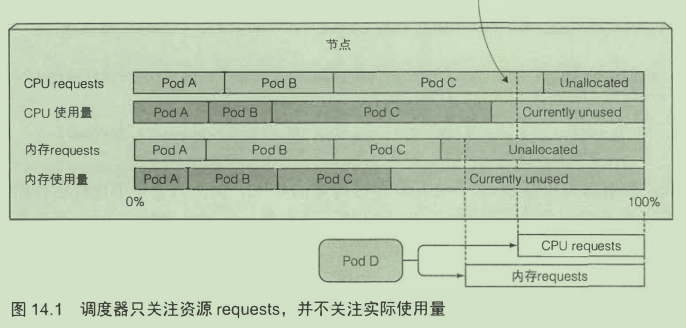 节点
CPU requests Pod A Pod B Pod C Unallocated
CPU 使用量 Pod A Pod B Pod C Currently unused
内存requests Pod A Pod B Pod C Unallocated
内存使用量 Pod A Pod B Pod C Currently unused
0% 100%
CPU requests
Pod D
内存requests
图 14.1 调度器只关注资源 requests，并不关注实际使用量